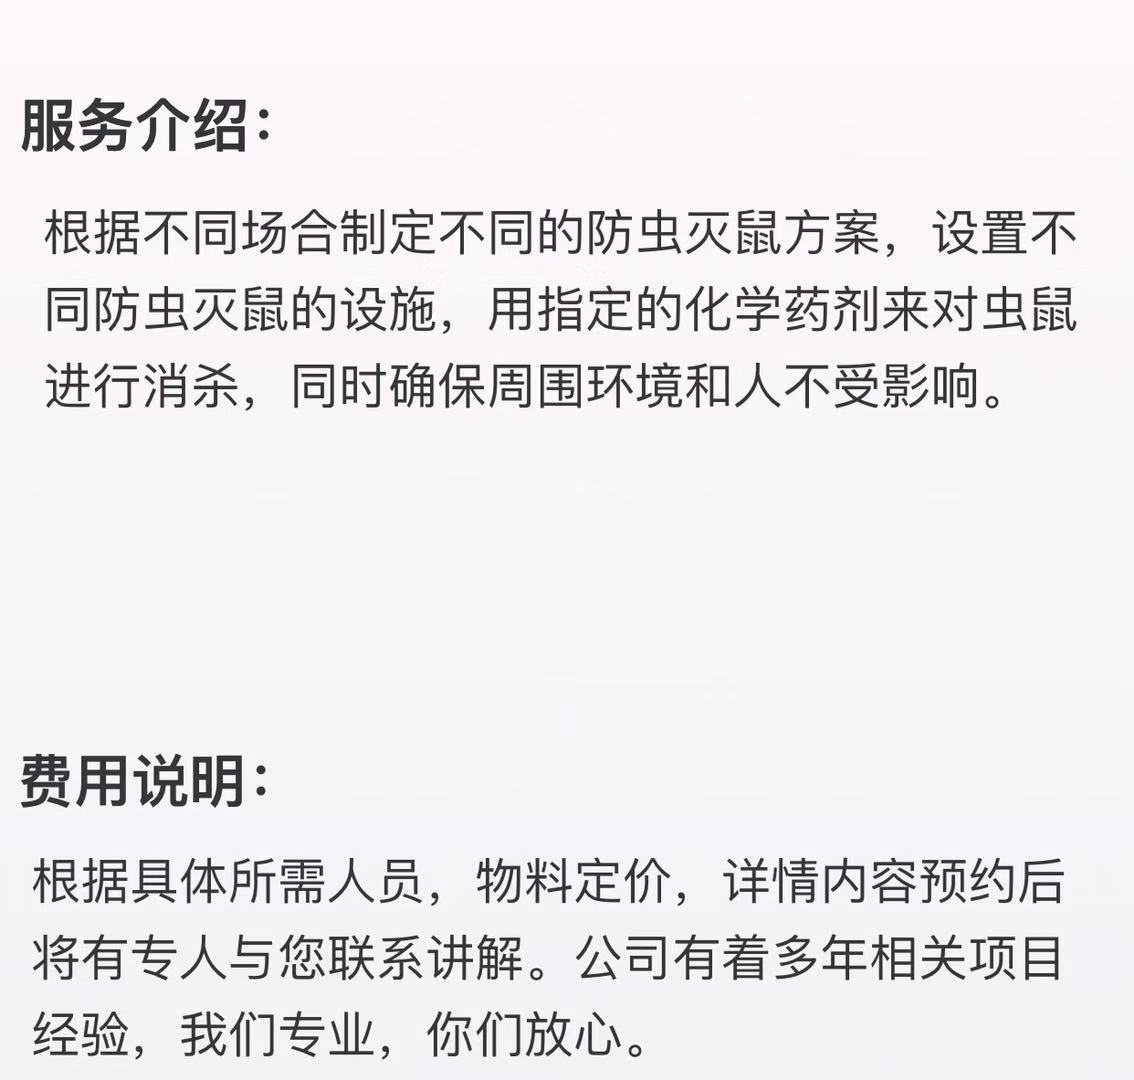 服务介绍：
根据不同场合制定不同的防虫灭鼠方案，设置不
同防虫灭鼠的设施，用指定的化学药剂来对虫鼠
进行消杀，同时确保周围环境和人不受影响。
费用说明：
根据具体所需人员，物料定价，详情内容预约后
将有专人与您联系讲解。公司有着多年相关项目
经验，我们专业，你们放心。